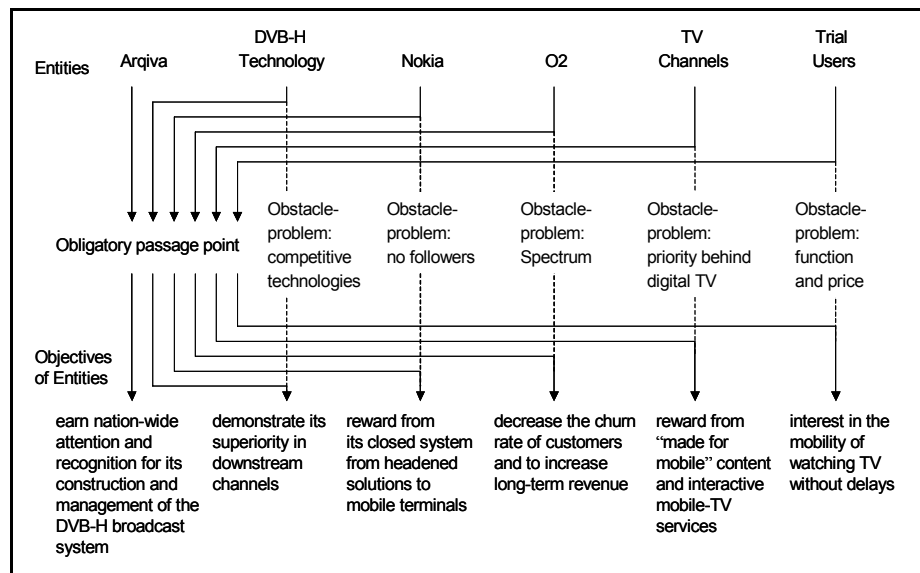 Entities
Arqiva
DVB-H
Technology
Nokia
O2
TV
Channels
Trial
Users
Obligatory passage point
Obstacle-
problem:
competitive
technologies
Obstacle-
problem:
no followers
Obstacle-
problem:
Spectrum
Obstacle-
problem:
priority behind
digital TV
Obstacle-
problem:
function
and price
Objectives
of Entities
earn nation-wide
attention and
recognition for its
construction and
management of the
DVB-H broadcast
system
demonstrate its
superiority in
downstream
channels
reward from
its closed system
from headened
solutions to
mobile terminals
decrease the churn
rate of customers
and to increase
long-term revenue
reward from
“made for
mobile” content
and interactive
mobile-TV
services
interest in the
mobility of
watching TV
without delays